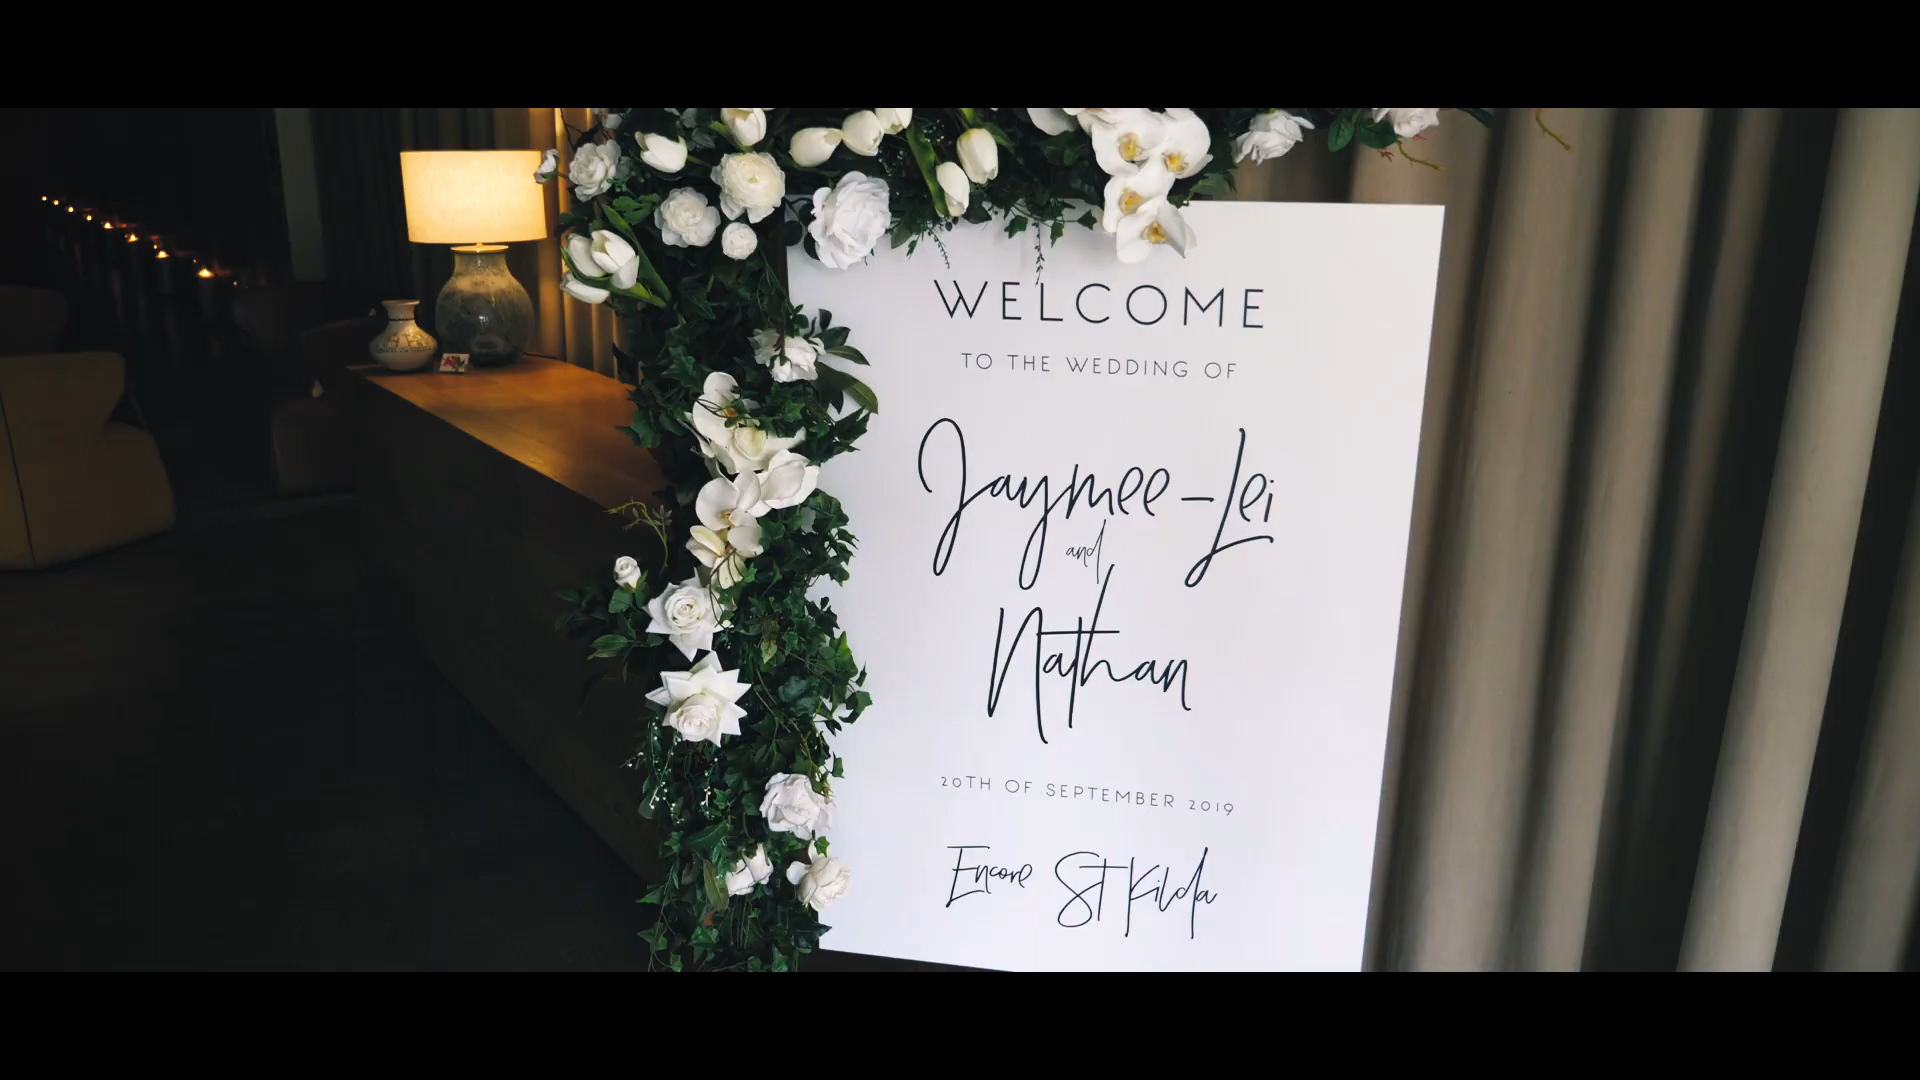 WELCOME
TO THE WEDDING OF
Jaymee-Lei
and
Nathan
20TH OF SEPTEMBER 2019
Encore St Kilda